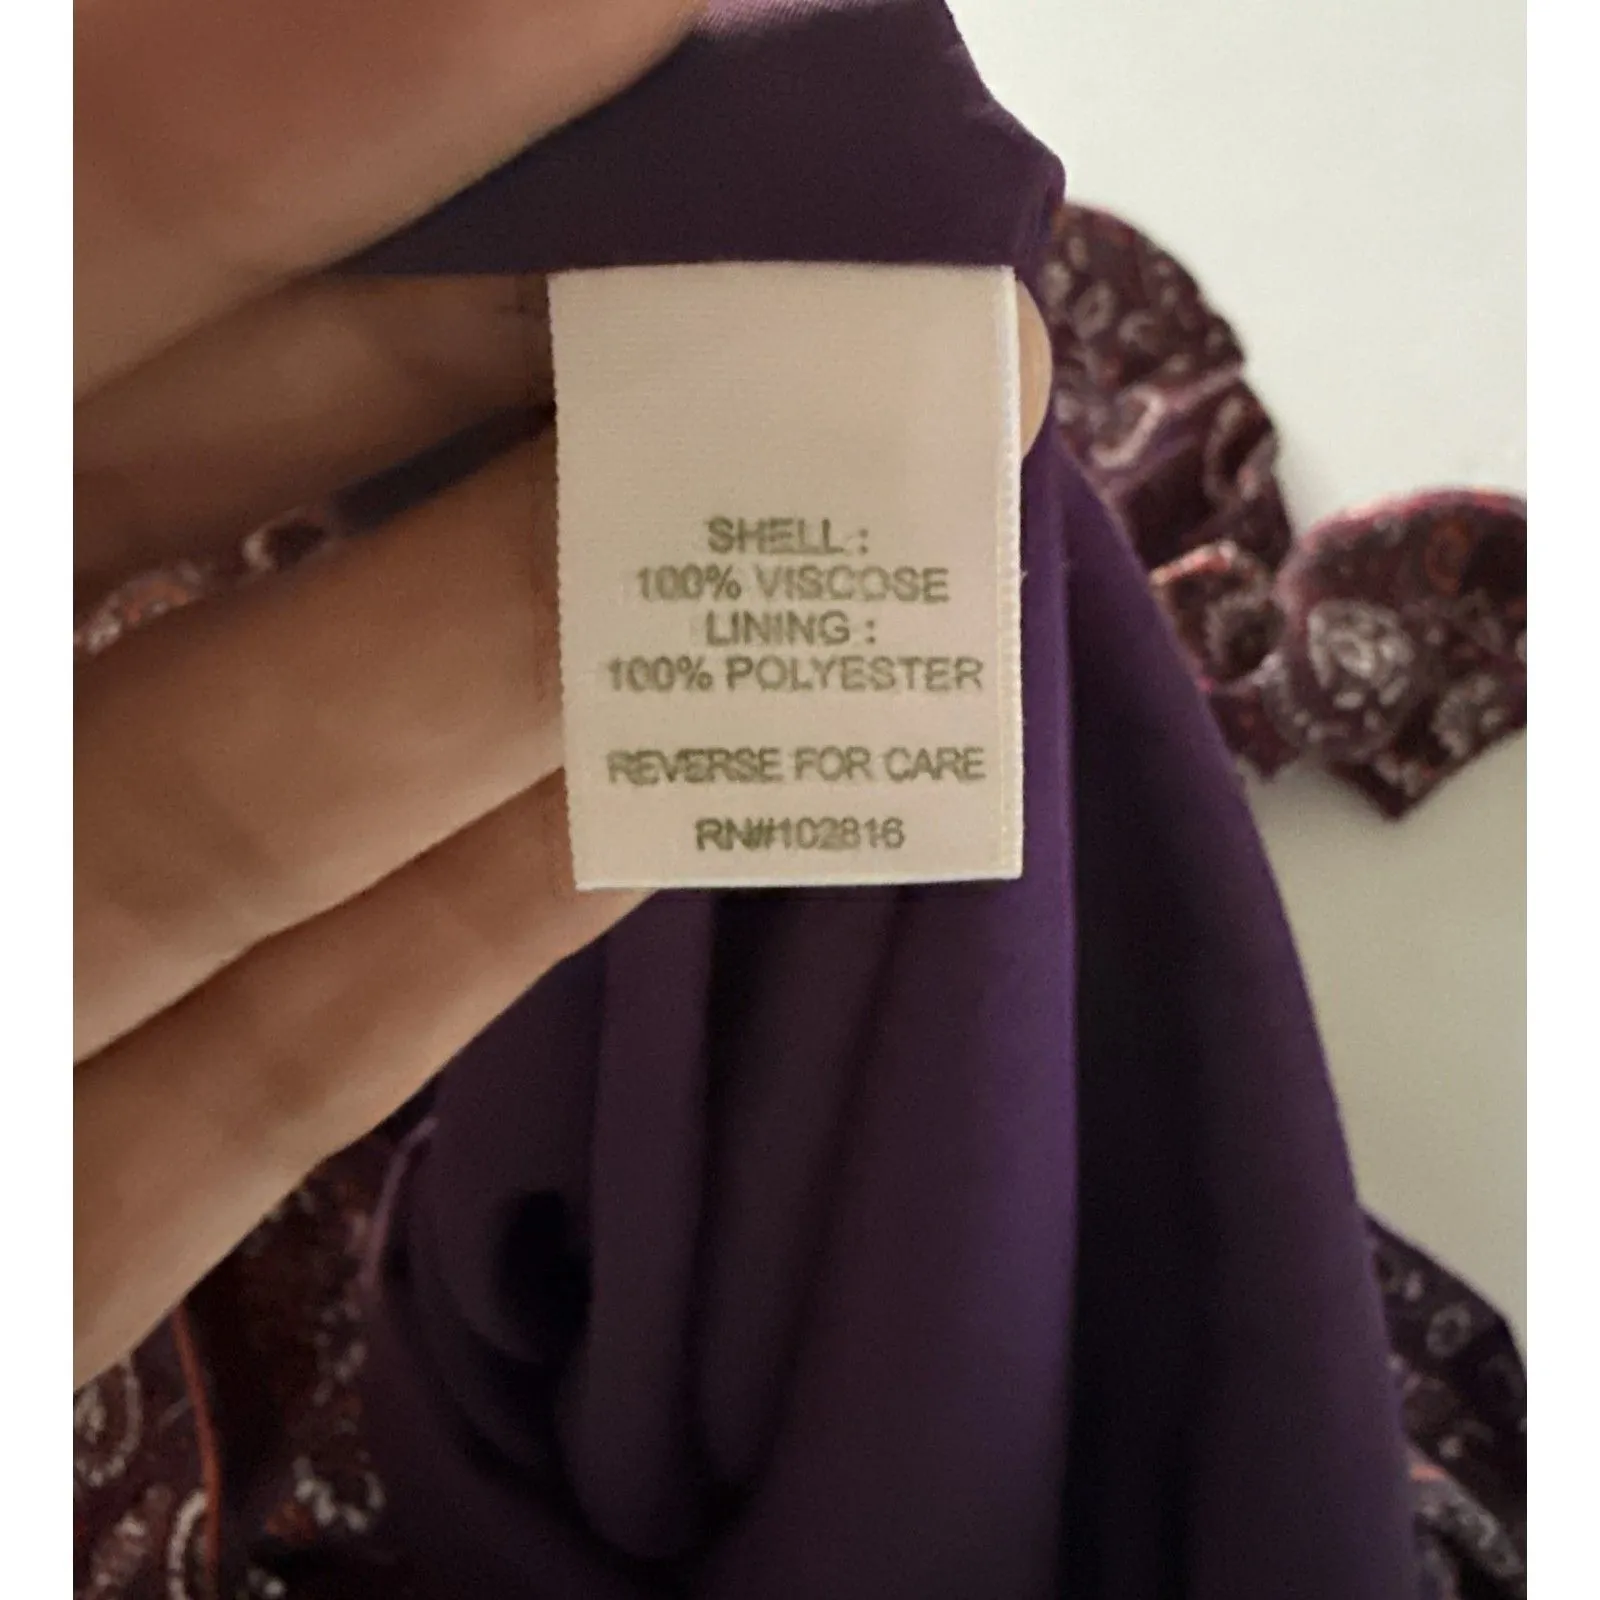 SHELL :
100% VISCOSE
LINING :
100% POLYESTER
REVERSE FOR CARE
RN#102816